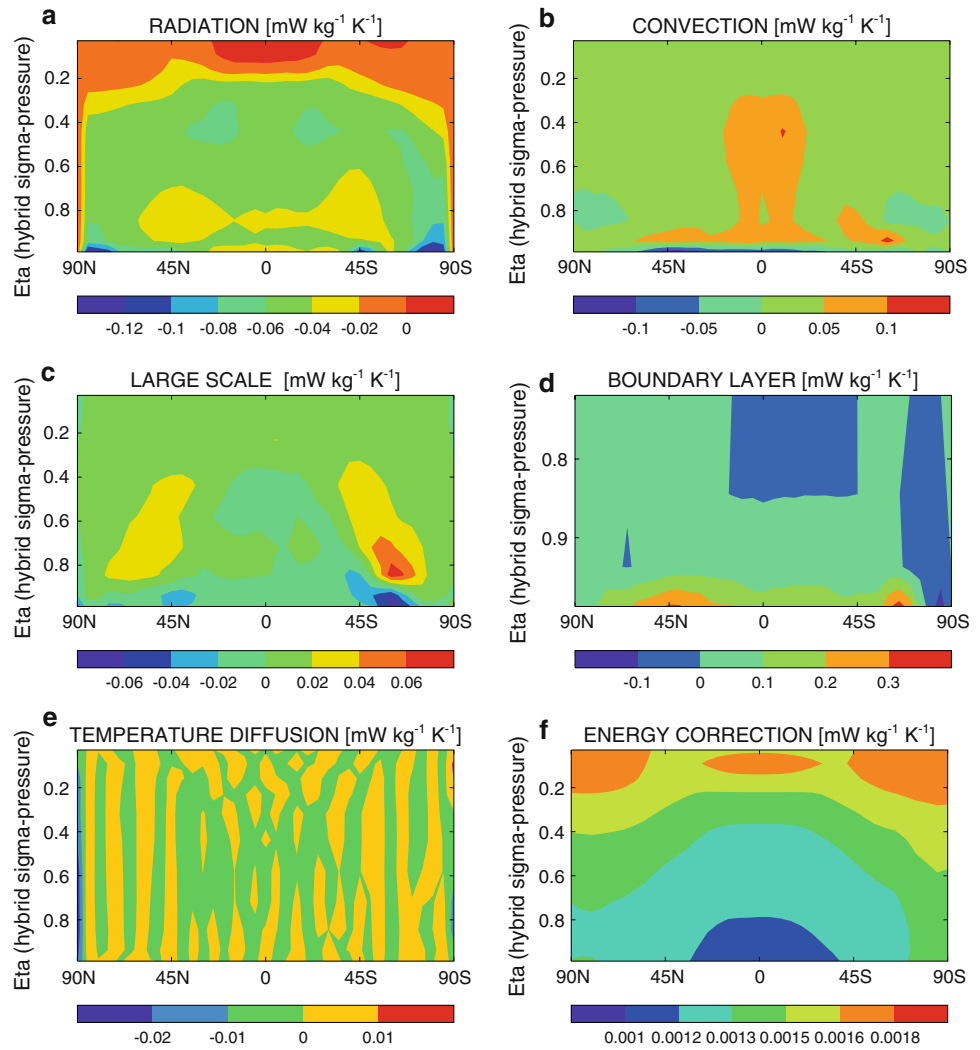 a RADIATION [mW kg-1 K-1]
Eta (hybrid sigma-pressure)
0.2
0.4
0.6
0.8
90N 45N 0 45S 90S
-0.12 -0.1 -0.08 -0.06 -0.04 -0.02 0
b CONVECTION [mW kg-1 K-1]
Eta (hybrid sigma-pressure)
0.2
0.4
0.6
0.8
90N 45N 0 45S 90S
-0.1 -0.05 0 0.05 0.1
c LARGE SCALE [mW kg-1 K-1]
Eta (hybrid sigma-pressure)
0.2
0.4
0.6
0.8
90N 45N 0 45S 90S
-0.06 -0.04 -0.02 0 0.02 0.04 0.06
d BOUNDARY LAYER [mW kg-1 K-1]
Eta (hybrid sigma-pressure)
0.8
0.9
90N 45N 0 45S 90S
-0.1 0 0.1 0.2 0.3
e TEMPERATURE DIFFUSION [mW kg-1 K-1]
Eta (hybrid sigma-pressure)
0.2
0.4
0.6
0.8
90N 45N 0 45S 90S
-0.02 -0.01 0 0.01
f ENERGY CORRECTION [mW kg-1 K-1]
Eta (hybrid sigma-pressure)
0.2
0.4
0.6
0.8
90N 45N 0 45S 90S
0.001 0.0012 0.0013 0.0015 0.0016 0.0018